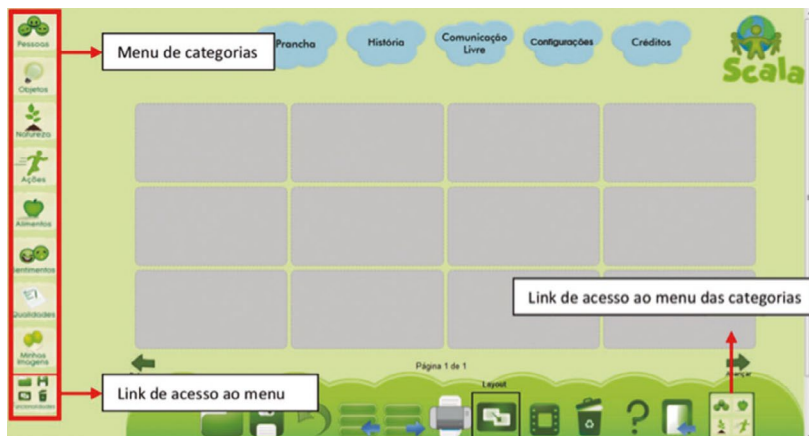 Pessoas
Objetos
Natureza
Ações
Alimentos
Sentimentos
Qualidades
Minhas
Imagens
Menu de categorias
Prancha
História
Comunicação
Livre
Configurações
Créditos
Scala
Link de acesso ao menu das categorias
Página 1 de 1
Link de acesso ao menu
Layout